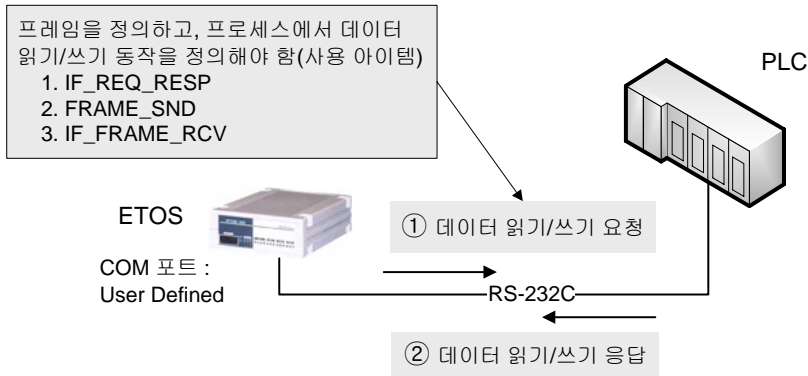 프레임을 정의하고, 프로세스에서 데이터
읽기/쓰기 동작을 정의해야 함(사용 아이템)
1. IF_REQ_RESP
2. FRAME_SND
3. IF_FRAME_RCV
PLC
ETOS
① 데이터 읽기/쓰기 요청
COM 포트 :
User Defined
RS-232C
② 데이터 읽기/쓰기 응답